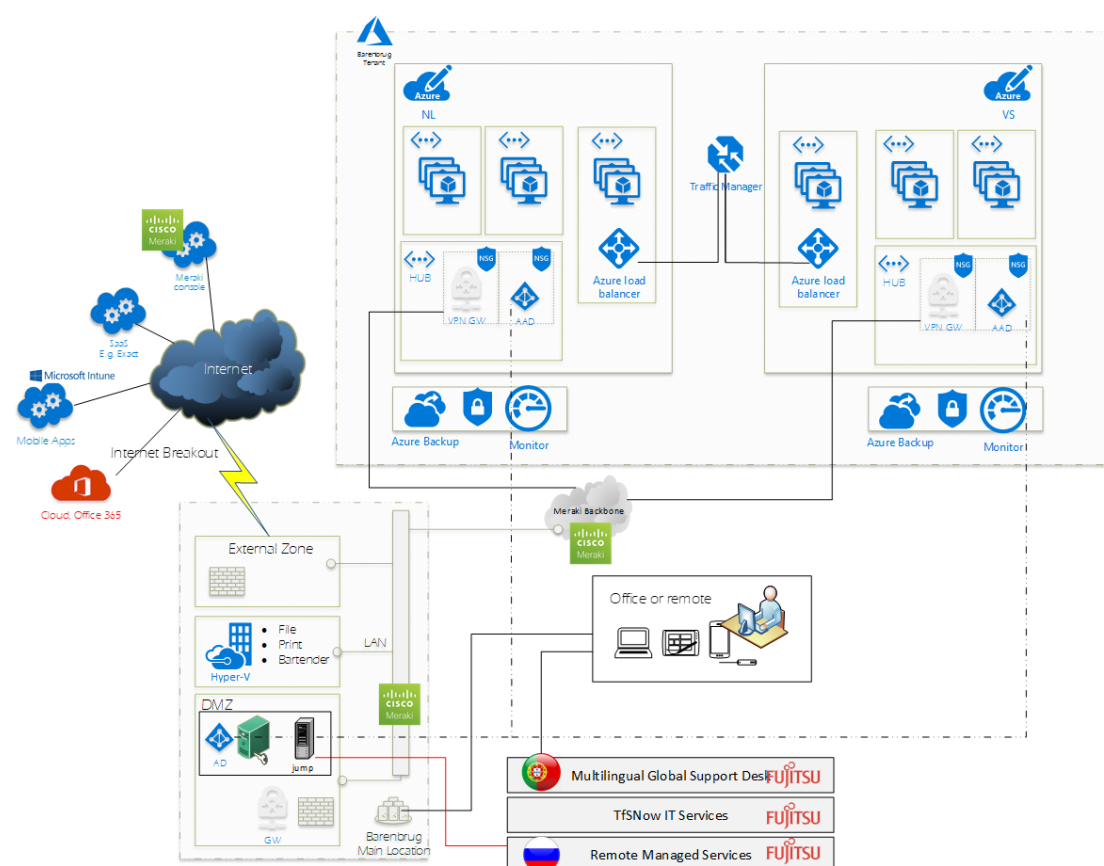 Barenbrug
Tenant
Azure
NL
Azure
VS
Traffic Manager
HUB
NSG
NSG
VPN GW
AAD
Azure load
balancer
Azure load
balancer
HUB
NSG
NSG
VPN GW
AAD
Azure Backup
Monitor
Azure Backup
Monitor
CISCO
Meraki
Meraki
console
SaaS
E.g. Exact
Microsoft Intune
Mobile Apps
Internet
Internet Breakout
Cloud, Office 365
Meraki Backbone
CISCO
Meraki
External Zone
Hyper-V
• File
• Print
• Bartender
LAN
CISCO
Meraki
DMZ
AD
jump
GW
Barenbrug
Main Location
Office or remote
Multilingual Global Support Desk
FUJITSU
TfSNow IT Services
FUJITSU
Remote Managed Services
FUJITSU